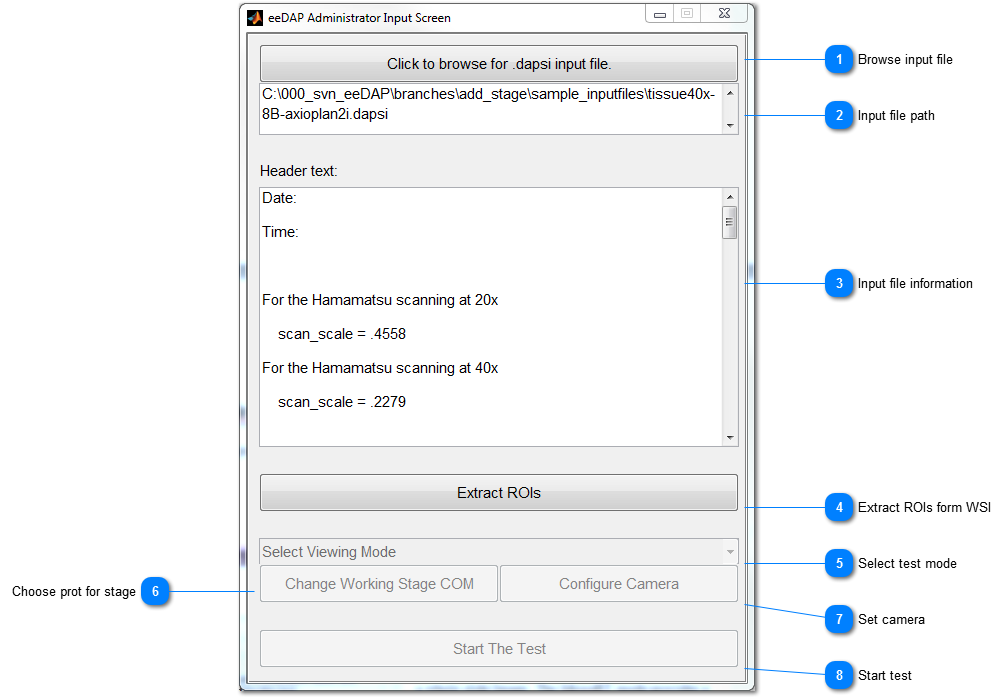 eeDAP Administrator Input Screen
Click to browse for .dapsi input file.
1 Browse input file
C:\000_svn_eeDAP\branches\add_stage\sample_inputfiles\tissue40x-
8B-axioplan2i.dapsi
2 Input file path
Header text:
Date:
Time:
3 Input file information
For the Hamamatsu scanning at 20x
scan_scale = .4558
For the Hamamatsu scanning at 40x
scan_scale = .2279
Extract ROIs
4 Extract ROIs form WSI
Select Viewing Mode
5 Select test mode
Choose prot for stage 6
Change Working Stage COM Configure Camera
7 Set camera
Start The Test
8 Start test